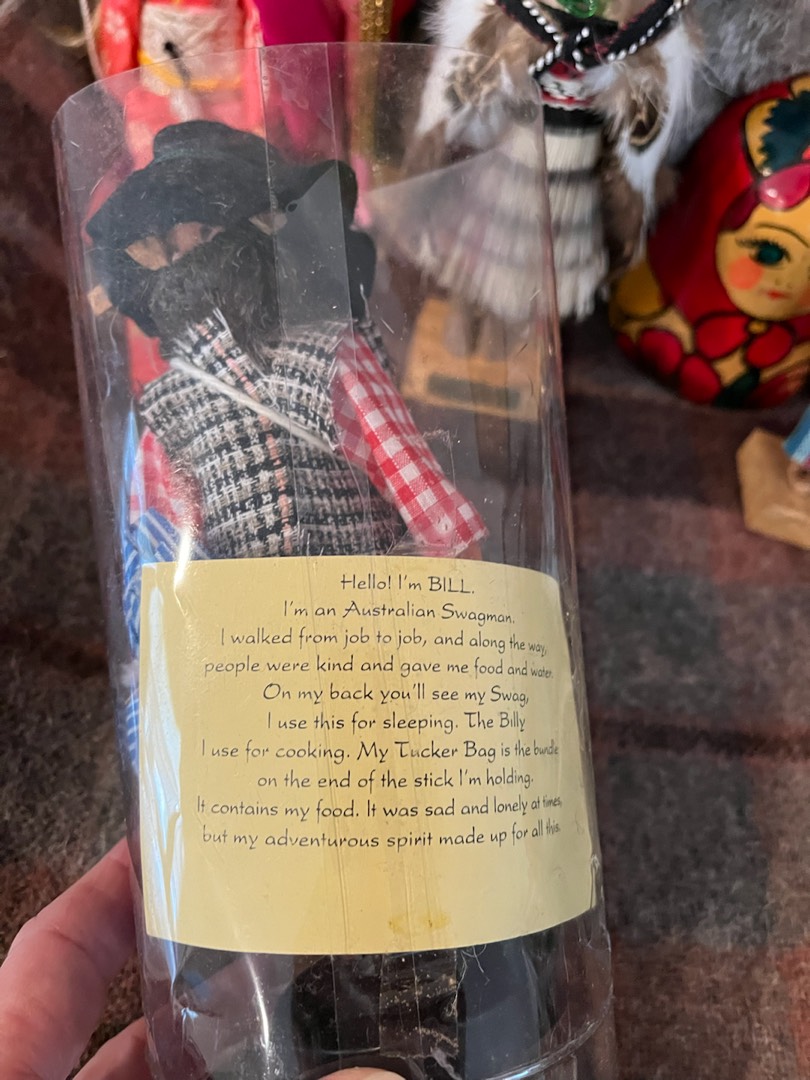 Hello! I'm BILL.
I'm an Australian Swagman.
I walked from job to job, and along the way,
people were kind and gave me food and water.
On my back you'll see my Swag,
I use this for sleeping. The Billy
I use for cooking. My Tucker Bag is the bundle
on the end of the stick I'm holding.
It contains my food. It was sad and lonely at times,
but my adventurous spirit made up for all this.